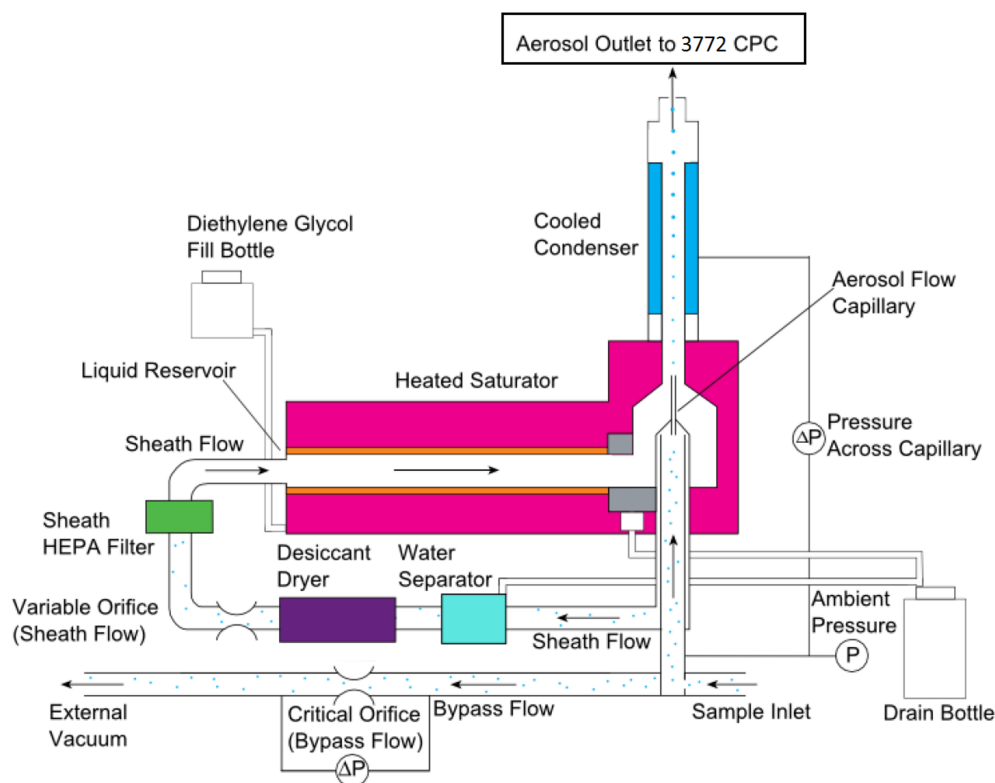 Aerosol Outlet to 3772 CPC
Cooled
Condenser
Diethylene Glycol
Fill Bottle
Aerosol Flow
Capillary
Liquid Reservoir
Heated Saturator
Sheath Flow
ΔP
Pressure
Across Capillary
Sheath
HEPA Filter
Desiccant
Dryer
Water
Separator
Variable Orifice
(Sheath Flow)
Sheath Flow
Ambient
Pressure
P
External
Vacuum
Critical Orifice
(Bypass Flow)
Bypass Flow
Sample Inlet
Drain Bottle
ΔP